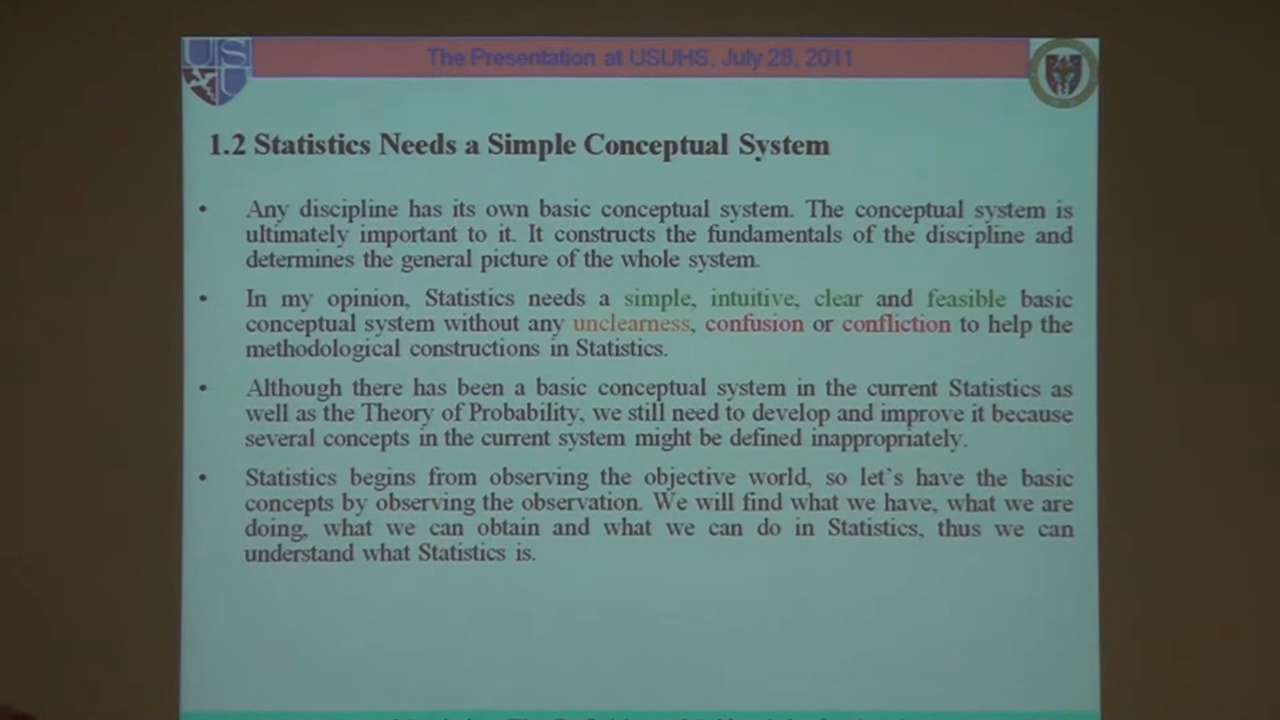 The Presentation at USUHS, July 28, 2011
1.2 Statistics Needs a Simple Conceptual System
• Any discipline has its own basic conceptual system. The conceptual system is
ultimately important to it. It constructs the fundamentals of the discipline and
determines the general picture of the whole system.
• In my opinion, Statistics needs a simple, intuitive, clear and feasible basic
conceptual system without any unclearness, confusion or confliction to help the
methodological constructions in Statistics.
• Although there has been a basic conceptual system in the current Statistics as
well as the Theory of Probability, we still need to develop and improve it because
several concepts in the current system might be defined inappropriately.
• Statistics begins from observing the objective world, so let`s have the basic
concepts by observing the observation. We will find what we have, what we are
doing, what we can obtain and what we can do in Statistics, thus we can
understand what Statistics is.